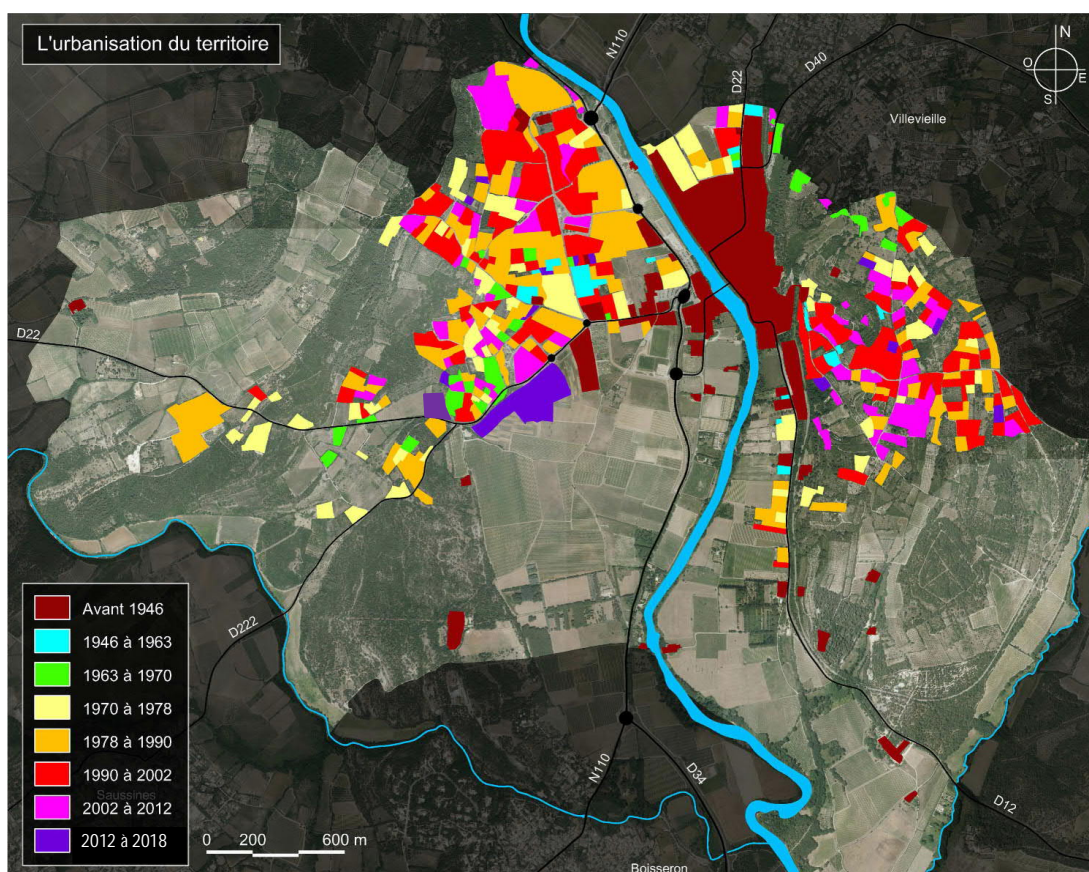 L'urbanisation du territoire
N110
D22
D40
N
O
E
S
Villevieille
D22
D222
Avant 1946
1946 à 1963
1963 à 1970
1970 à 1978
1978 à 1990
1990 à 2002
2002 à 2012
2012 à 2018
Saussines
0 200 600 m
N110
D34
D12
Boisseron